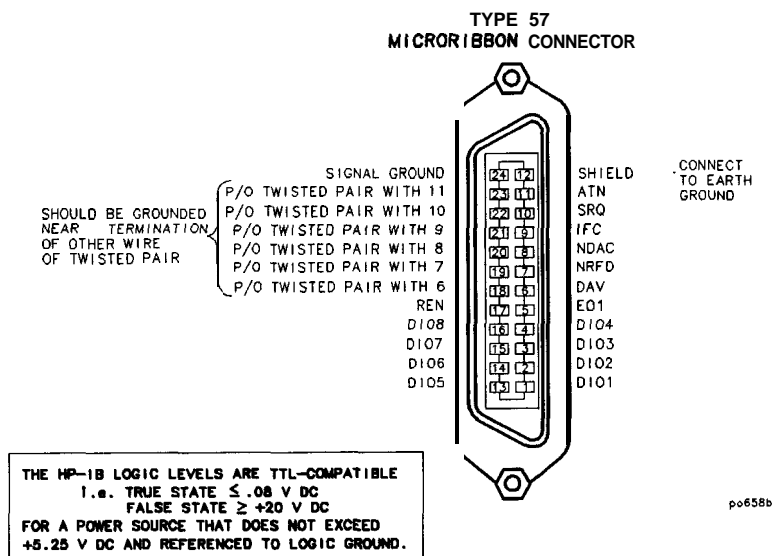 TYPE 57
MICRORIBBON CONNECTOR
SIGNAL GROUND
P/O TWISTED PAIR WITH 11
P/O TWISTED PAIR WITH 10
P/O TWISTED PAIR WITH 9
P/O TWISTED PAIR WITH 8
P/O TWISTED PAIR WITH 7
P/O TWISTED PAIR WITH 6
REN
DIO8
DIO7
DIO6
DIO5
SHOULD BE GROUNDED
NEAR TERMINATION
OF OTHER WIRE
OF TWISTED PAIR
24 12
23 11
22 10
21 9
20 8
19 7
18 6
17 5
16 4
15 3
14 2
13 1
SHIELD
ATN
SRQ
IFC
NDAC
NRFD
DAV
EO1
DIO4
DIO3
DIO2
DIO1
CONNECT
TO EARTH
GROUND
THE HP-IB LOGIC LEVELS ARE TTL-COMPATIBLE
i.e. TRUE STATE ≤ .08 V DC
FALSE STATE ≥ +20 V DC
FOR A POWER SOURCE THAT DOES NOT EXCEED
+5.25 V DC AND REFERENCED TO LOGIC GROUND.
po658b